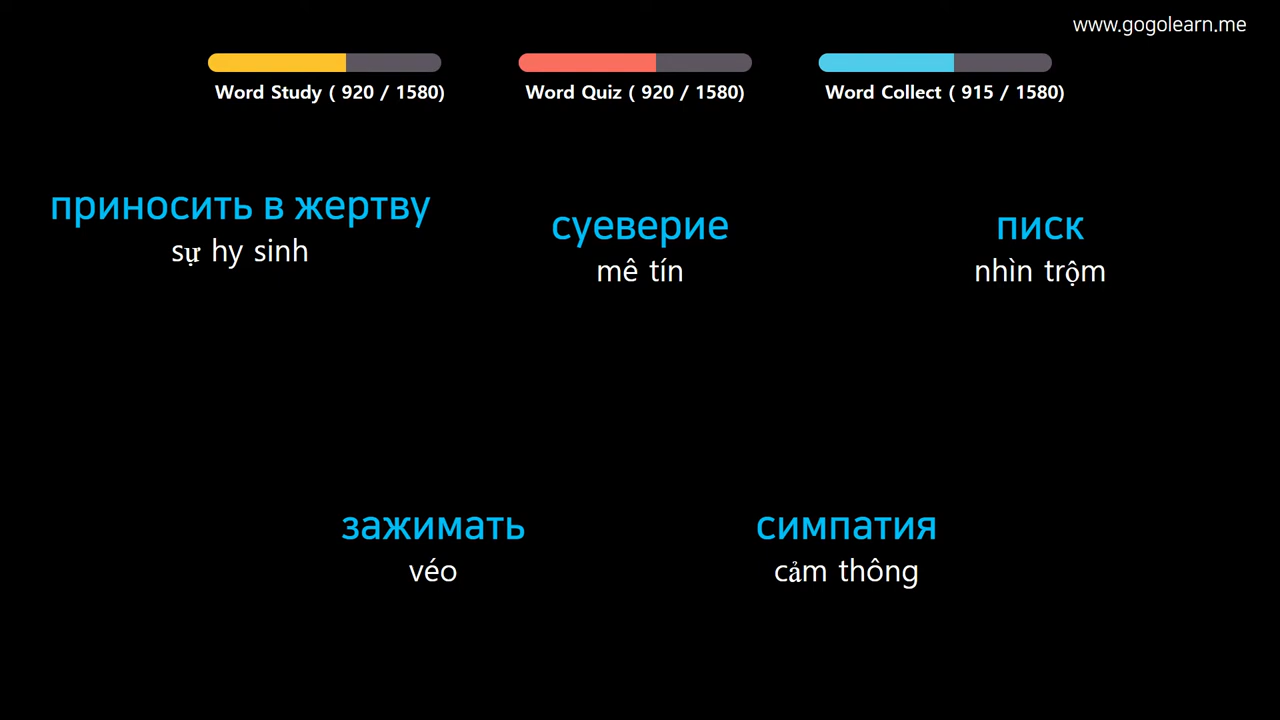 www.gogolearn.me
Word Study ( 920 / 1580)
Word Quiz ( 920 / 1580)
Word Collect ( 915 / 1580)
приносить в жертву
sự hy sinh
суеверие
mê tín
писк
nhìn trộm
зажимать
véo
симпатия
cảm thông